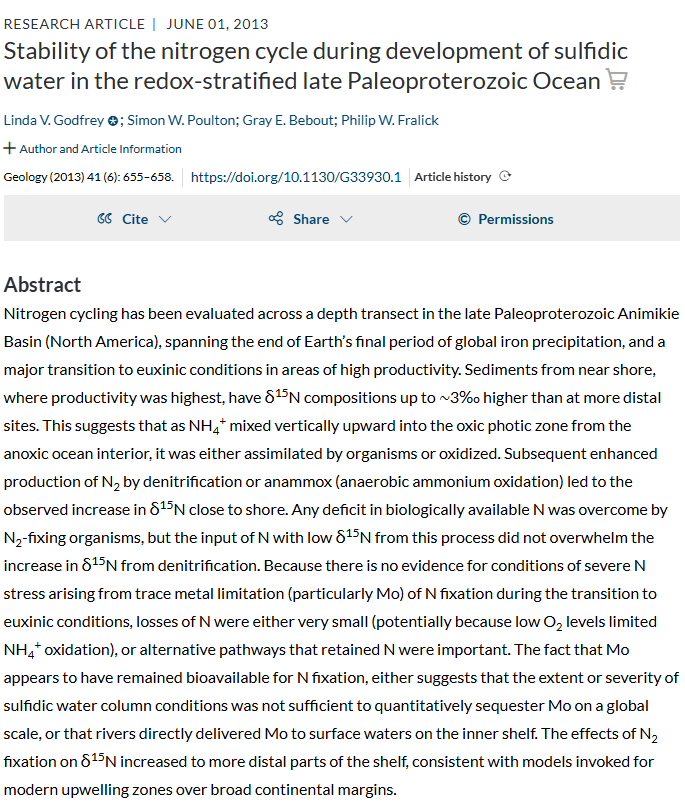 RESEARCH ARTICLE | JUNE 01, 2013
Stability of the nitrogen cycle during development of sulfidic
water in the redox-stratified late Paleoproterozoic Ocean
Linda V. Godfrey; Simon W. Poulton; Gray E. Bebout; Philip W. Fralick
+ Author and Article Information
Geology (2013) 41 (6): 655–658. https://doi.org/10.1130/G33930.1 Article history
Cite Share © Permissions
Abstract
Nitrogen cycling has been evaluated across a depth transect in the late Paleoproterozoic Animikie
Basin (North America), spanning the end of Earth's final period of global iron precipitation, and a
major transition to euxinic conditions in areas of high productivity. Sediments from near shore,
where productivity was highest, have δ¹⁵N compositions up to ~3‰ higher than at more distal
sites. This suggests that as NH₄⁺ mixed vertically upward into the oxic photic zone from the
anoxic ocean interior, it was either assimilated by organisms or oxidized. Subsequent enhanced
production of N₂ by denitrification or anammox (anaerobic ammonium oxidation) led to the
observed increase in δ¹⁵N close to shore. Any deficit in biologically available N was overcome by
N₂-fixing organisms, but the input of N with low δ¹⁵N from this process did not overwhelm the
increase in δ¹⁵N from denitrification. Because there is no evidence for conditions of severe N
stress arising from trace metal limitation (particularly Mo) of N fixation during the transition to
euxinic conditions, losses of N were either very small (potentially because low O₂ levels limited
NH₄⁺ oxidation), or alternative pathways that retained N were important. The fact that Mo
appears to have remained bioavailable for N fixation, either suggests that the extent or severity of
sulfidic water column conditions was not sufficient to quantitatively sequester Mo on a global
scale, or that rivers directly delivered Mo to surface waters on the inner shelf. The effects of N₂
fixation on δ¹⁵N increased to more distal parts of the shelf, consistent with models invoked for
modern upwelling zones over broad continental margins.